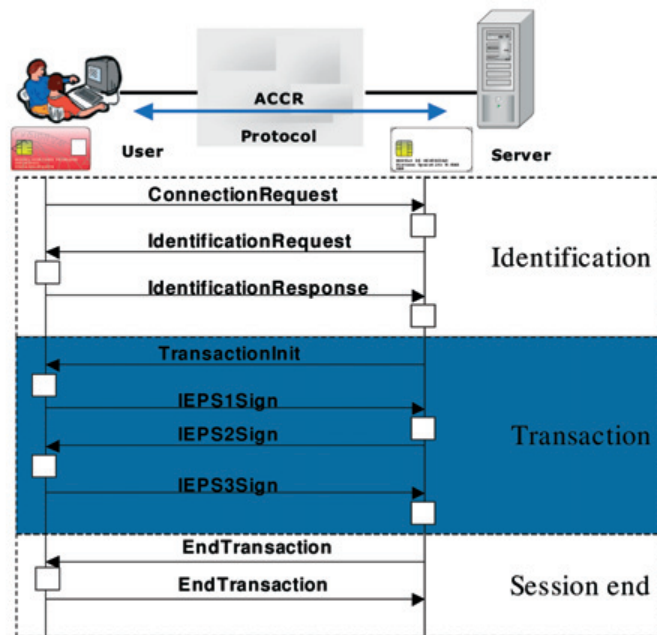 ACCR
Protocol
User
Server
ConnectionRequest
IdentificationRequest
Identification
IdentificationResponse
TransactionInit
IEPS1Sign
IEPS2Sign
Transaction
IEPS3Sign
EndTransaction
EndTransaction
Session end